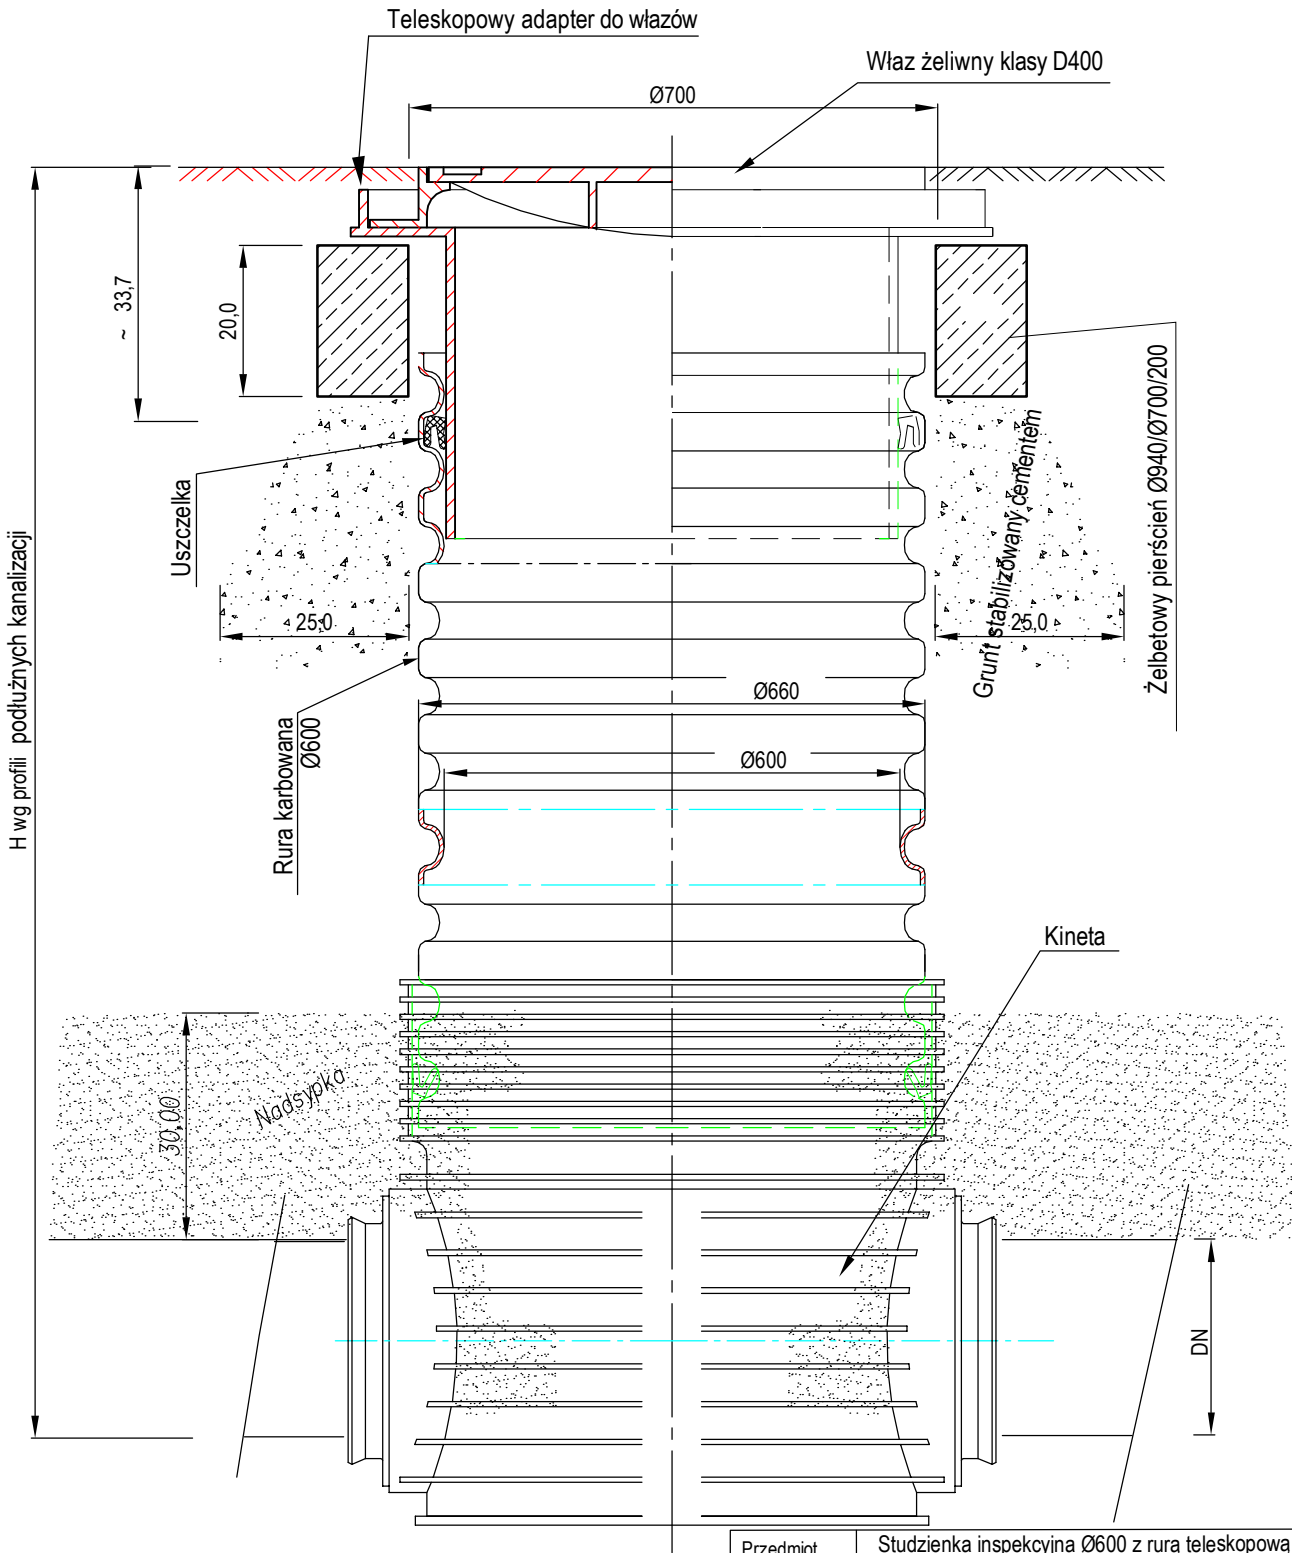 Teleskopowy adapter do włazów
Właz żeliwny klasy D400
Ø700
~ 33,7
20,0
Uszczelka
25,0
Grunt stabilizowany cementem
25,0
Żelbetowy pierścień Ø940/Ø700/200
H wg profili podłużnych kanalizacji
Rura karbowana
Ø600
Ø660
Ø600
Kineta
Nadsypka
30,00
DN
Przedmiot
Studzienka inspekcyjna Ø600 z rurą teleskopową